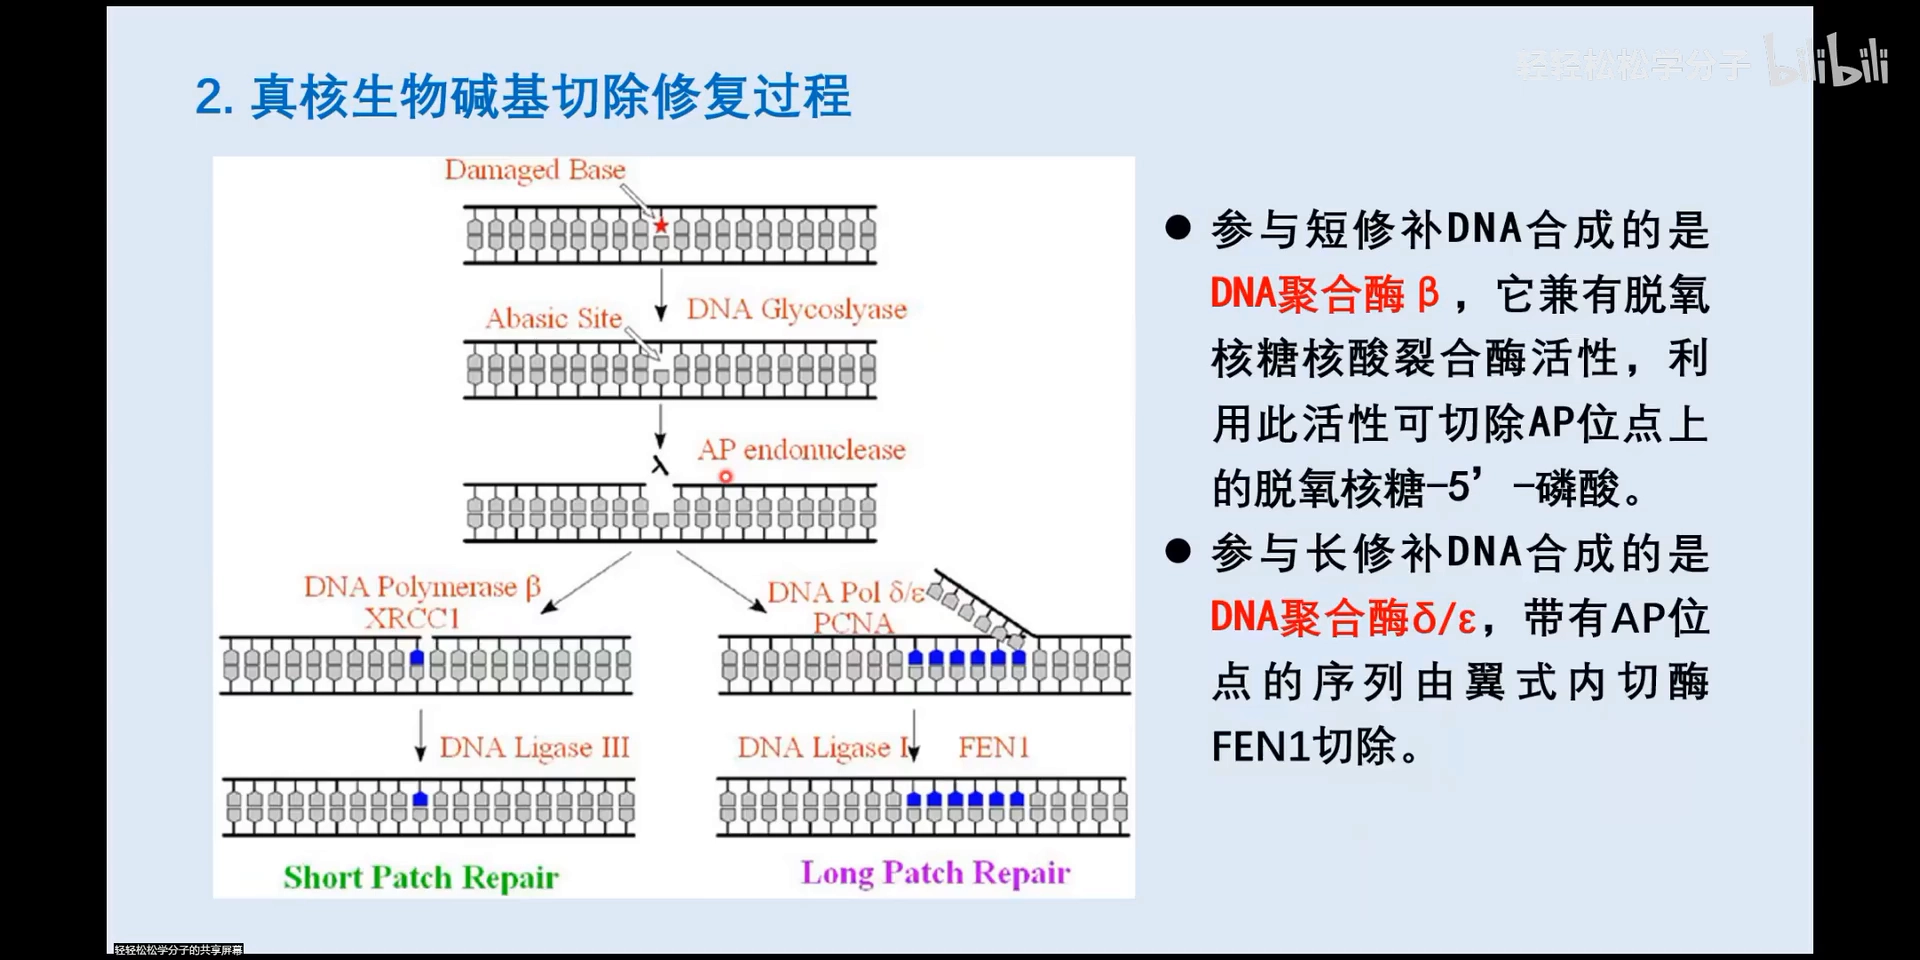 轻轻松松学分子 bilibili
2. 真核生物碱基切除修复过程
Damaged Base
Abasic Site
DNA Glycoslyase
AP endonuclease
DNA Polymerase β
XRCC1
DNA Pol δ/ε
PCNA
DNA Ligase III
DNA Ligase I
FEN1
Short Patch Repair
Long Patch Repair
● 参与短修补DNA合成的是
DNA聚合酶β，它兼有脱氧
核糖核酸裂合酶活性，利
用此活性可切除AP位点上
的脱氧核糖-5’-磷酸。
● 参与长修补DNA合成的是
DNA聚合酶δ/ε，带有AP位
点的序列由翼式内切酶
FEN1切除。
轻轻松松学分子的共享屏幕